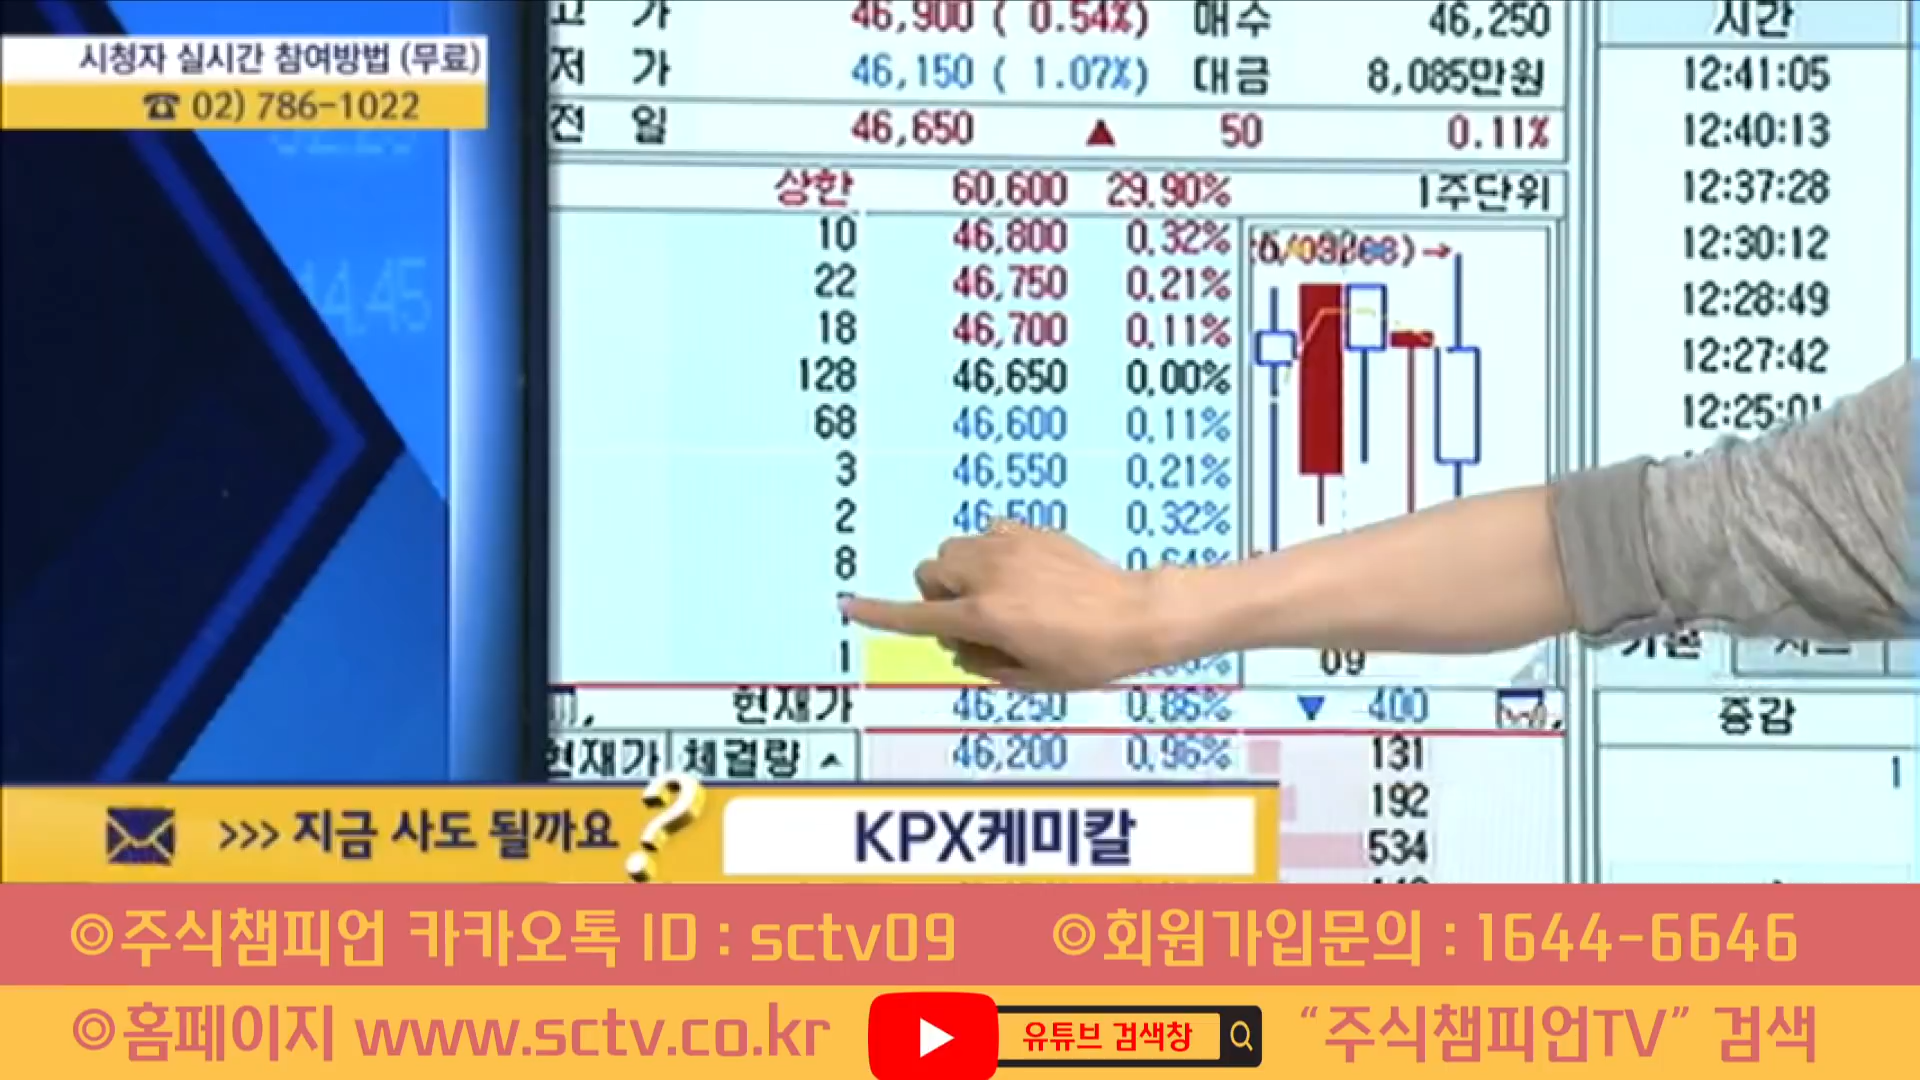 시청자 실시간 참여방법 (무료)
☎ 02) 786-1022
고 가 46,900 ( 0.54%) 매수 46,250
저 가 46,150 ( 1.07%) 대금 8,085만원
전 일 46,650 ▲ 50 0.11%
상한 60,600 29.90% 1주단위
10 46,800 0.32%
22 46,750 0.21%
18 46,700 0.11%
128 46,650 0.00%
68 46,600 0.11%
3 46,550 0.21%
2 46,500 0.32%
8 0.64%
1
09
현재가 46,250 0.86% ▼ 400
현재가 체결량 46,200 0.96% 131
192
534
시간
12:41:05
12:40:13
12:37:28
12:30:12
12:28:49
12:27:42
12:25:01
증감
1
>>> 지금 사도 될까요? KPX케미칼
◎주식챔피언 카카오톡 ID : sctv09 ◎회원가입문의 : 1644-6646
◎홈페이지 www.sctv.co.kr 유튜브 검색창 “주식챔피언TV” 검색